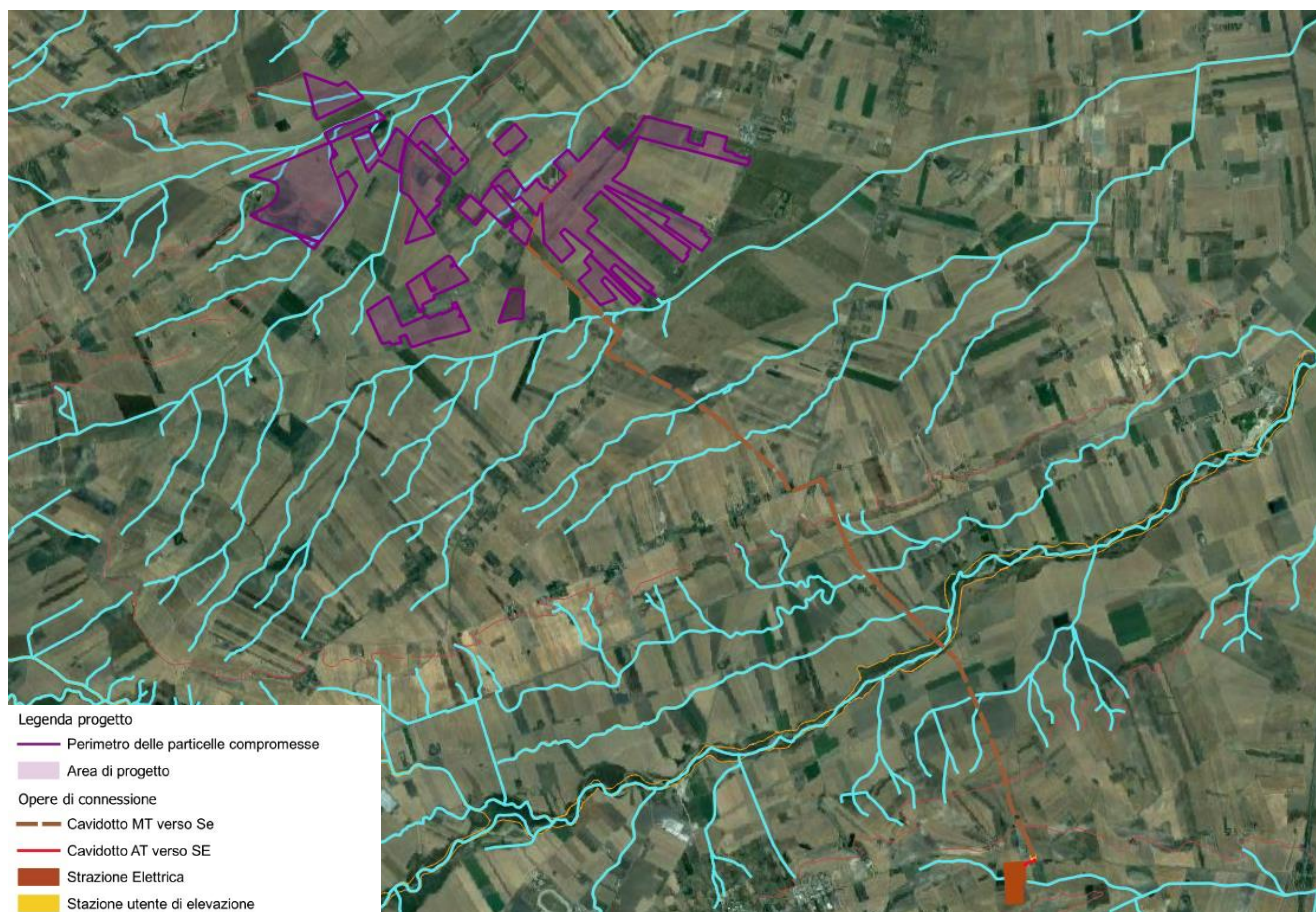 Legenda progetto
Perimetro delle particelle compromesse
Area di progetto
Opere di connessione
Cavidotto MT verso Se
Cavidotto AT verso SE
Strazione Elettrica
Stazione utente di elevazione